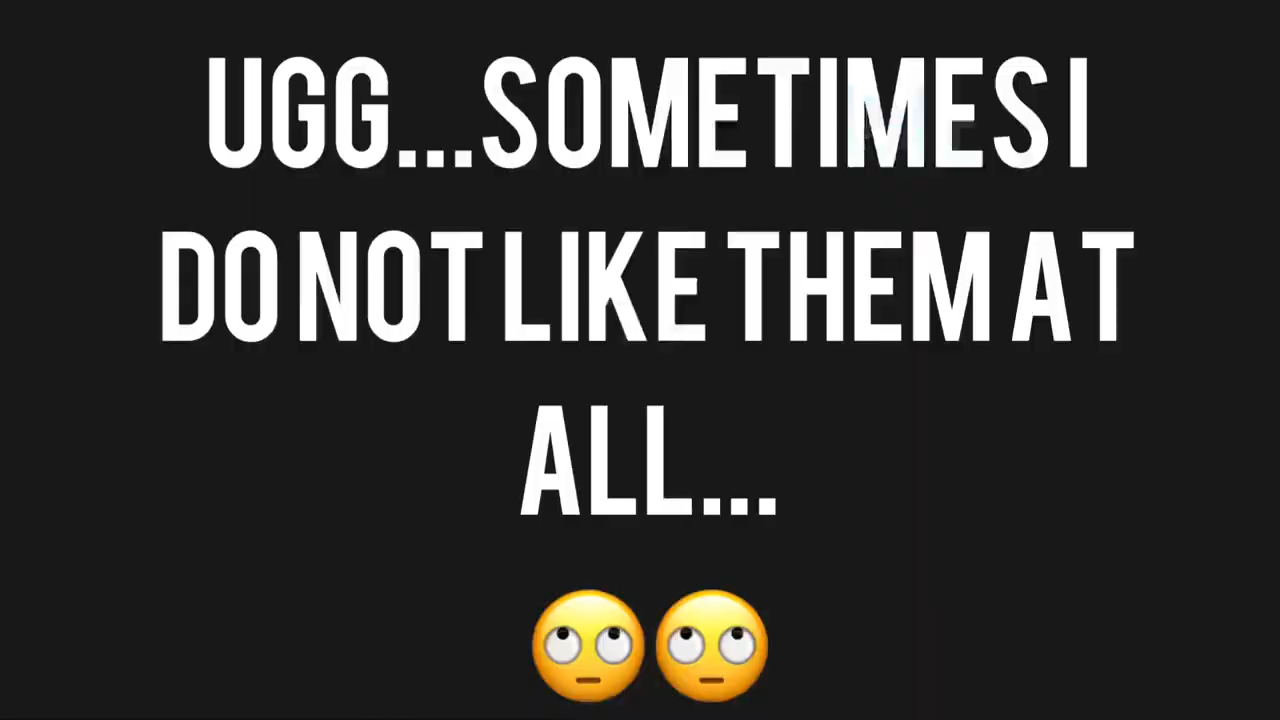 UGG...SOMETIMES I
DO NOT LIKE THEM AT
ALL...
🙄🙄